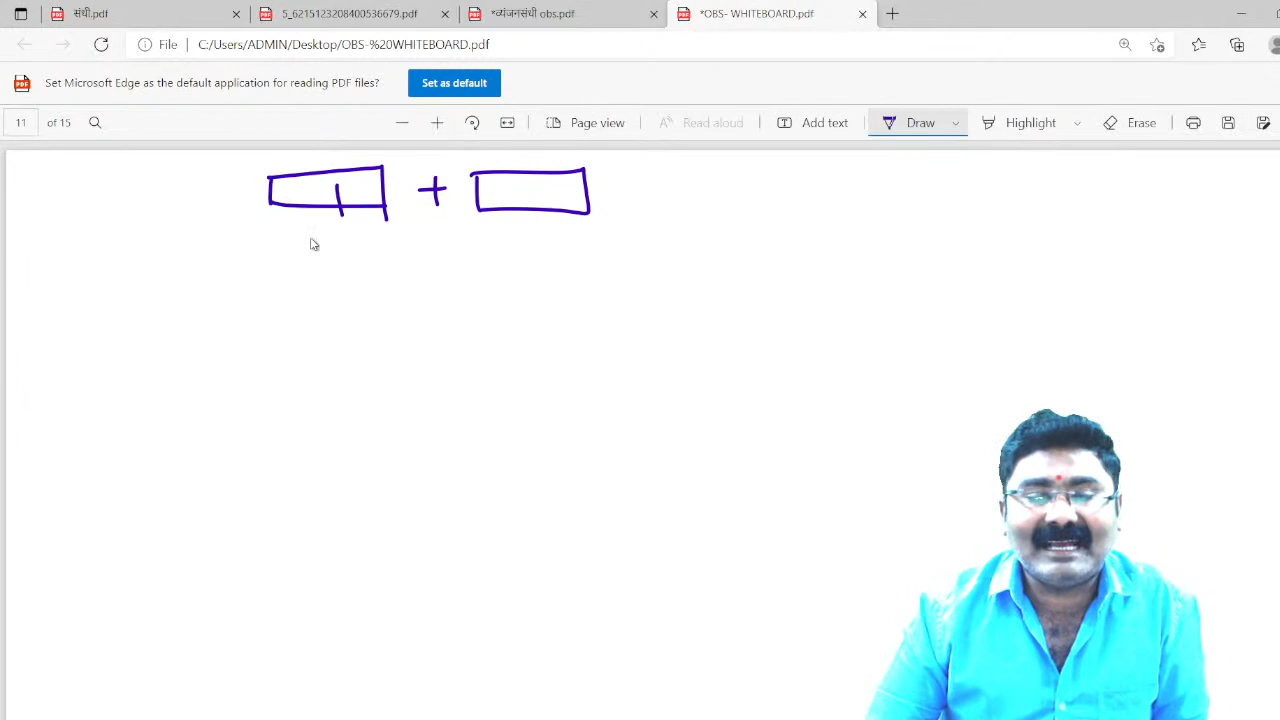 संधी.pdf 5_6215123208400536679.pdf *व्यंजनसंधी obs.pdf *OBS- WHITEBOARD.pdf
File C:/Users/ADMIN/Desktop/OBS-%20WHITEBOARD.pdf
Set Microsoft Edge as the default application for reading PDF files? Set as default
11 of 15 Page view Read aloud Add text Draw Highlight Erase
+